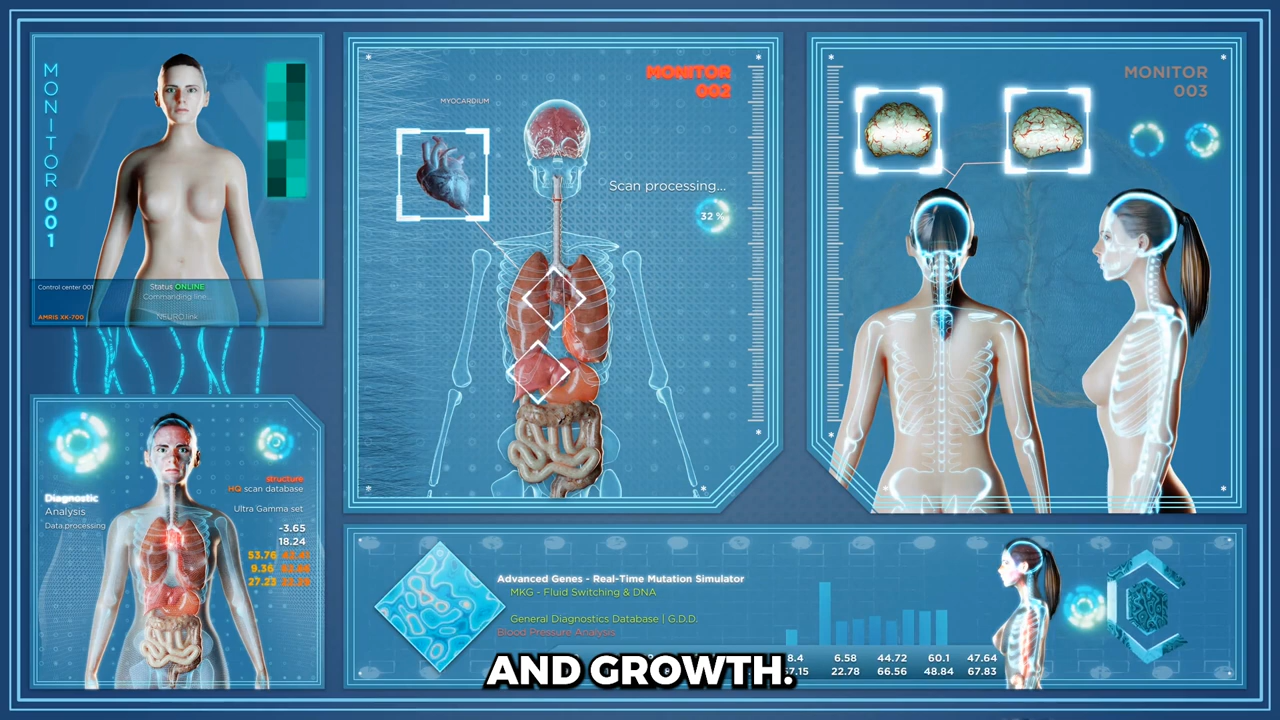 MONITOR 001
Control center 001
Status ONLINE
Commanding line...
AMRIS XK-700
NEURO link
MONITOR
002
MYOCARDIUM
Scan processing...
32 %
MONITOR
003
structure
HQ scan database
Diagnostic
Analysis
Ultra Gamma set
Data processing
-3.65
18.24
53.76
9.36
27.23
Advanced Genes - Real-Time Mutation Simulator
MKG - Fluid Switching & DNA
General Diagnostics Database | G.D.D.
Blood Pressure Analysis
8.4 6.58 44.72 60.1 47.64
22.78 66.56 48.84 67.83
AND GROWTH.